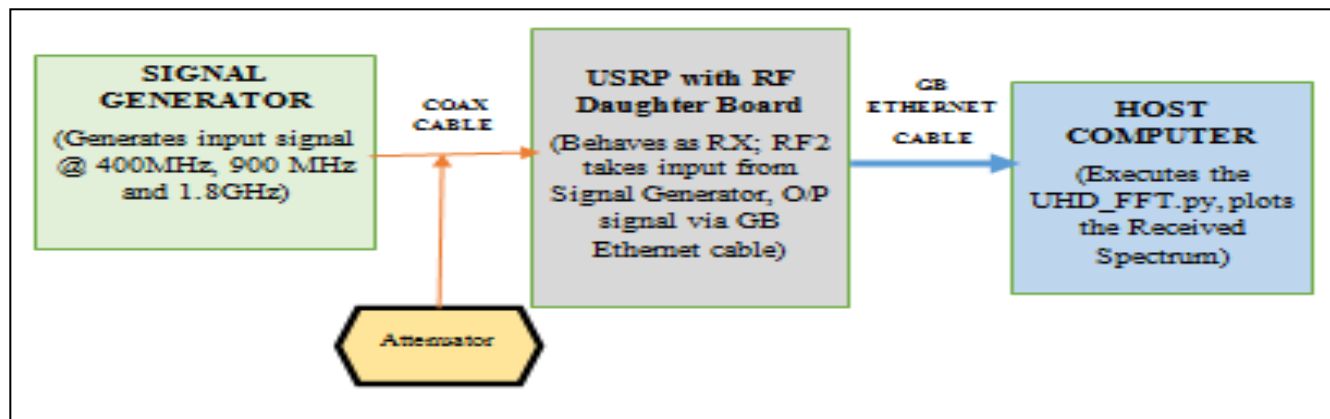 SIGNAL
GENERATOR
(Generates input signal
@ 400MHz, 900 MHz
and 1.8GHz)
COAX
CABLE
Attenuator
USRP with RF
Daughter Board
(Behaves as RX; RF2
takes input from
Signal Generator, O/P
signal via GB
Ethernet cable)
GB
ETHERNET
CABLE
HOST
COMPUTER
(Executes the
UHD_FFT.py, plots
the Received
Spectrum)